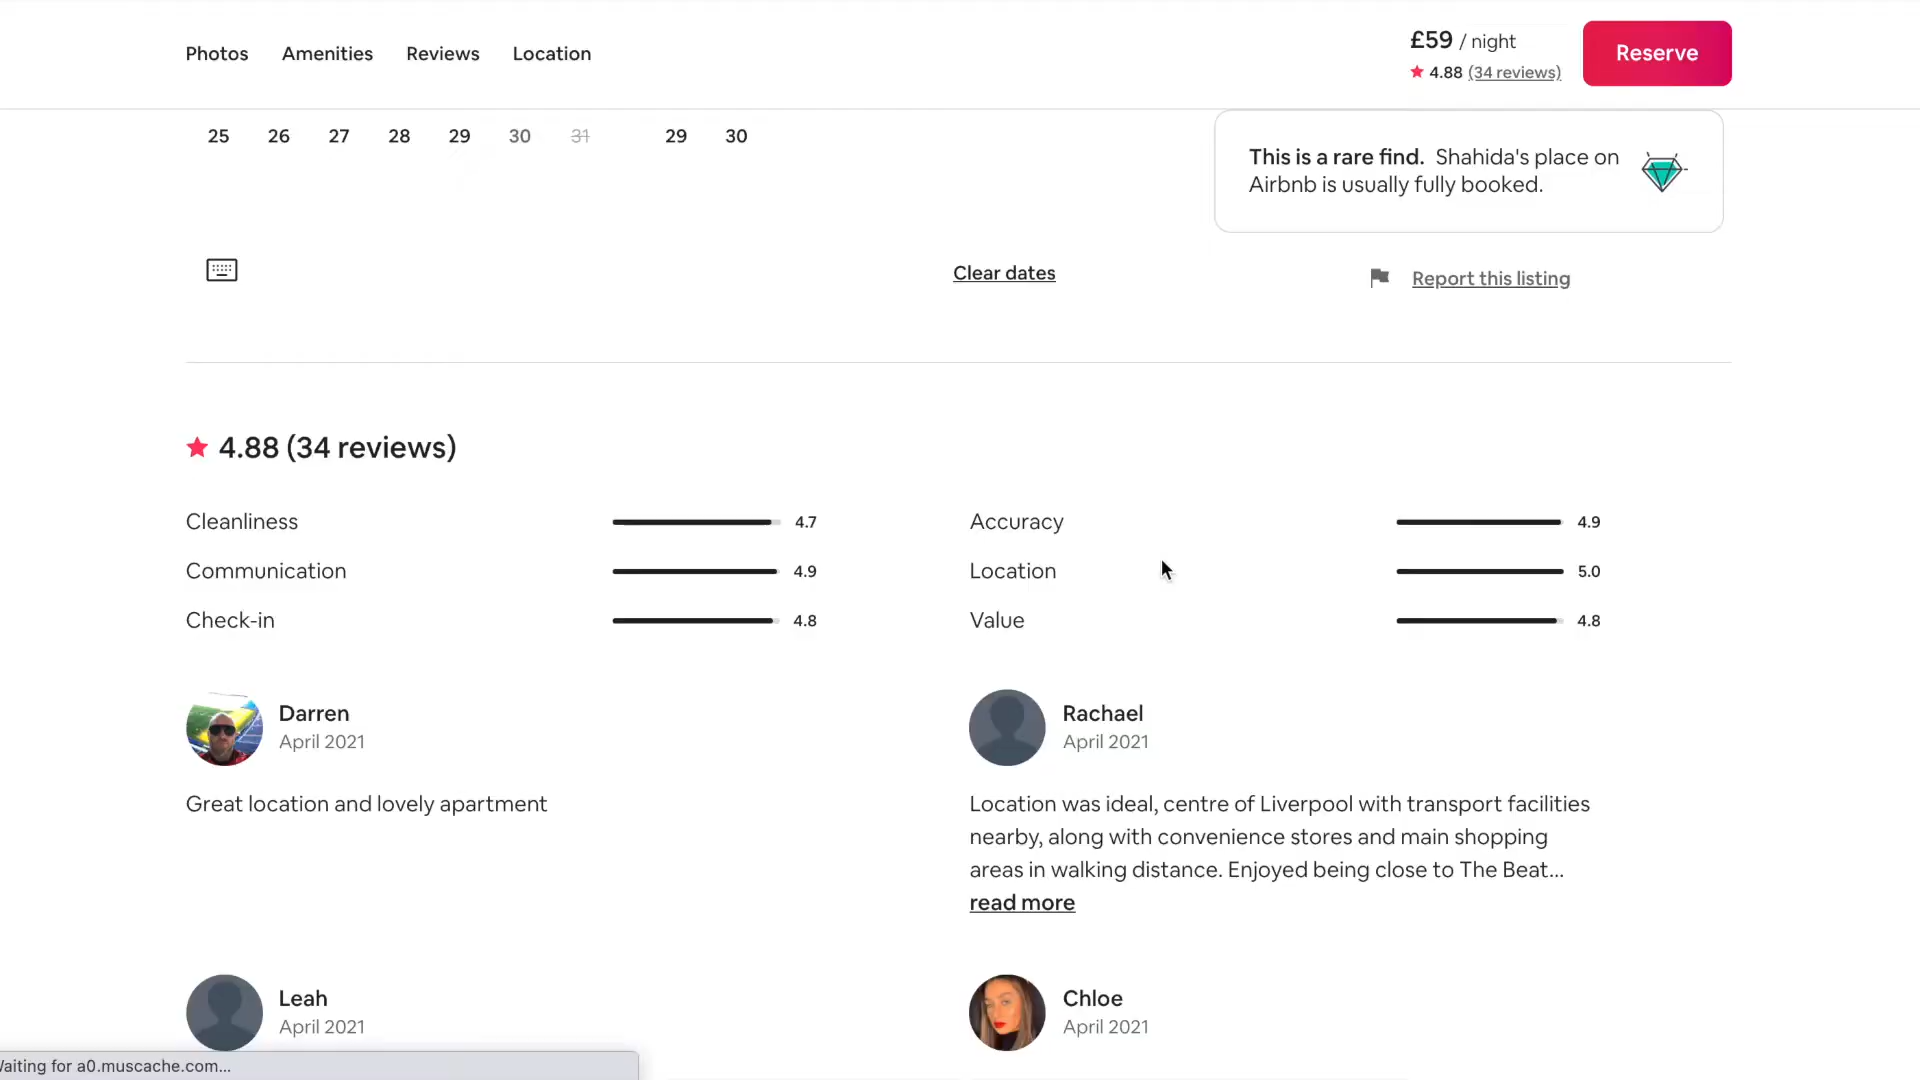 Photos Amenities Reviews Location
£59 / night
4.88 (34 reviews)
Reserve
25 26 27 28 29 30 31 29 30
This is a rare find. Shahida's place on
Airbnb is usually fully booked.
Clear dates
Report this listing
4.88 (34 reviews)
Cleanliness 4.7
Accuracy 4.9
Communication 4.9
Location 5.0
Check-in 4.8
Value 4.8
Darren
April 2021
Great location and lovely apartment
Rachael
April 2021
Location was ideal, centre of Liverpool with transport facilities
nearby, along with convenience stores and main shopping
areas in walking distance. Enjoyed being close to The Beat...
read more
Leah
April 2021
Chloe
April 2021
Waiting for a0.muscache.com...